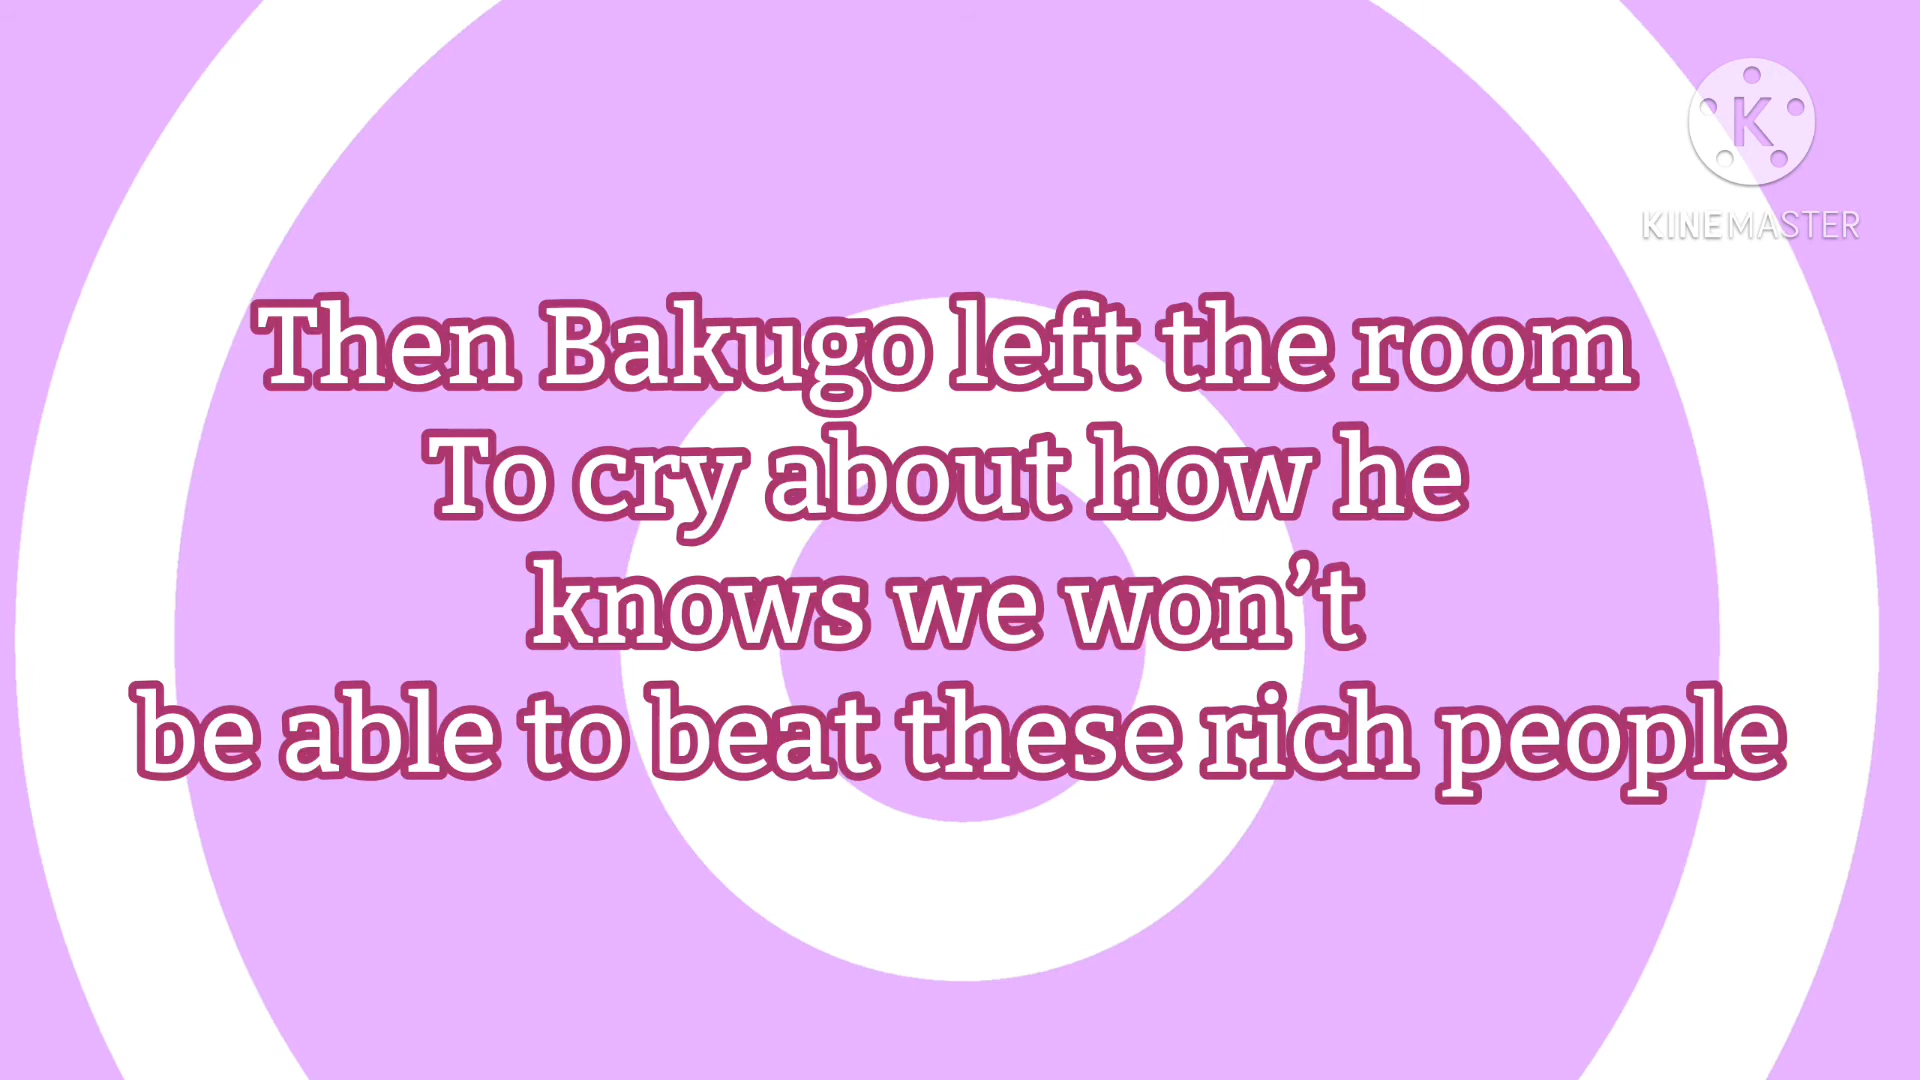 KINEMASTER
Then Bakugo left the room
To cry about how he
knows we won’t
be able to beat these rich people